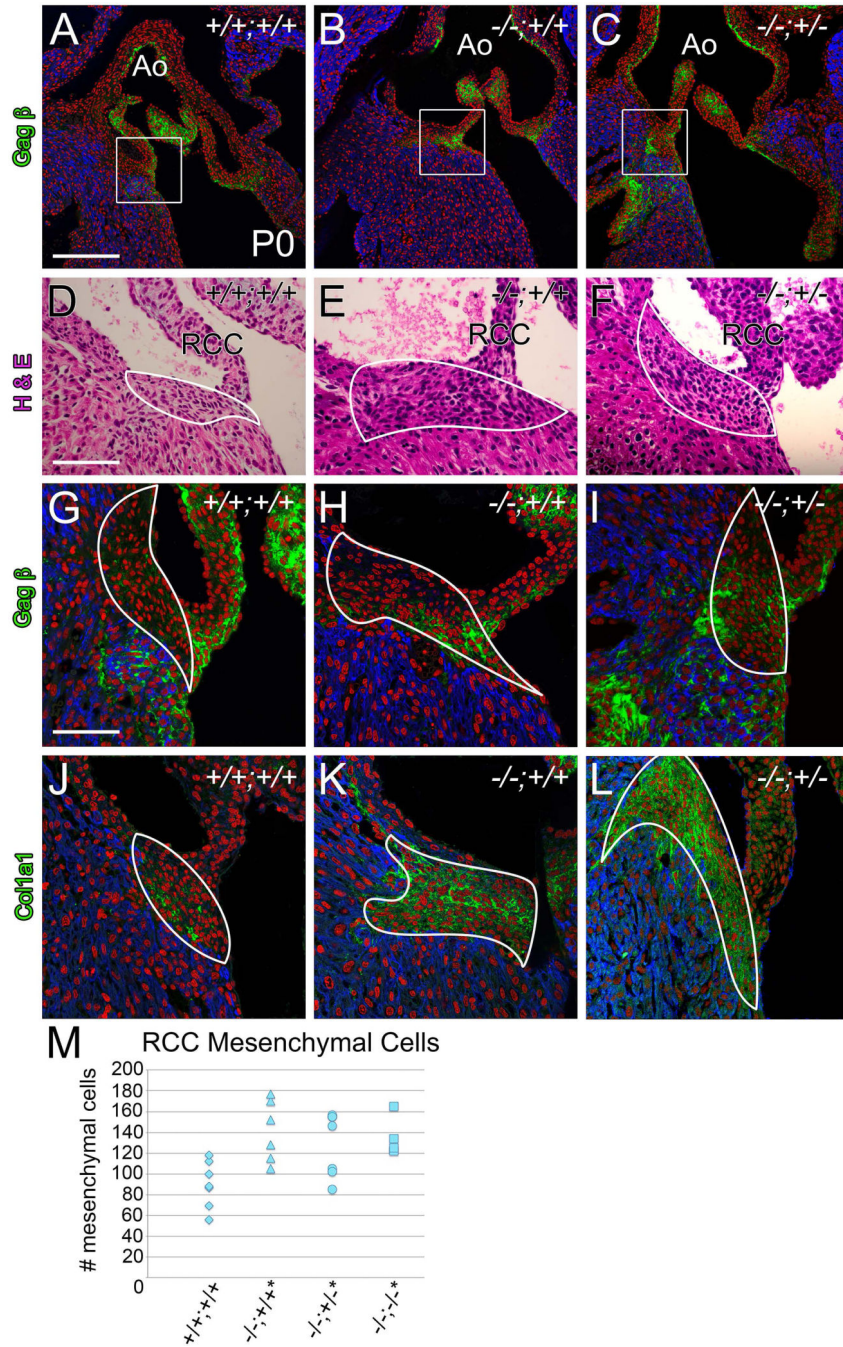 A +/+;+/+
Ao
P0
B -/-;+/+
Ao
C -/-;+/-
Ao
Gag β
D +/+;+/+
RCC
E -/-;+/+
RCC
F -/-;+/-
RCC
H & E
G +/+;+/+
H -/-;+/+
I -/-;+/-
Gag β
J +/+;+/+
K -/-;+/+
L -/-;+/-
Col1a1
M RCC Mesenchymal Cells
# mesenchymal cells
200
180
160
140
120
100
80
60
40
20
0
+/+;+/+
-/-;+/+*
-/-;+/-*
-/-;-/-*